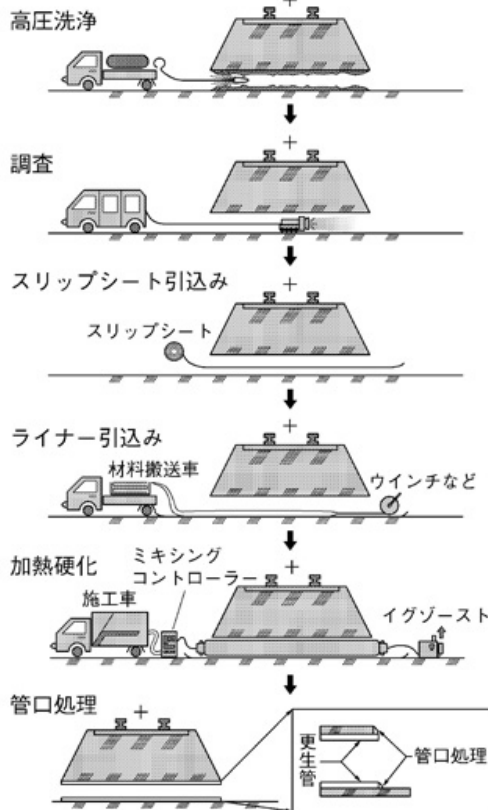 高圧洗浄
調査
スリップシート引込み
スリップシート
ライナー引込み
材料搬送車
ウインチなど
加熱硬化
ミキシング
コントローラー
施工車
イグゾースト
管口処理
更生管
管口処理